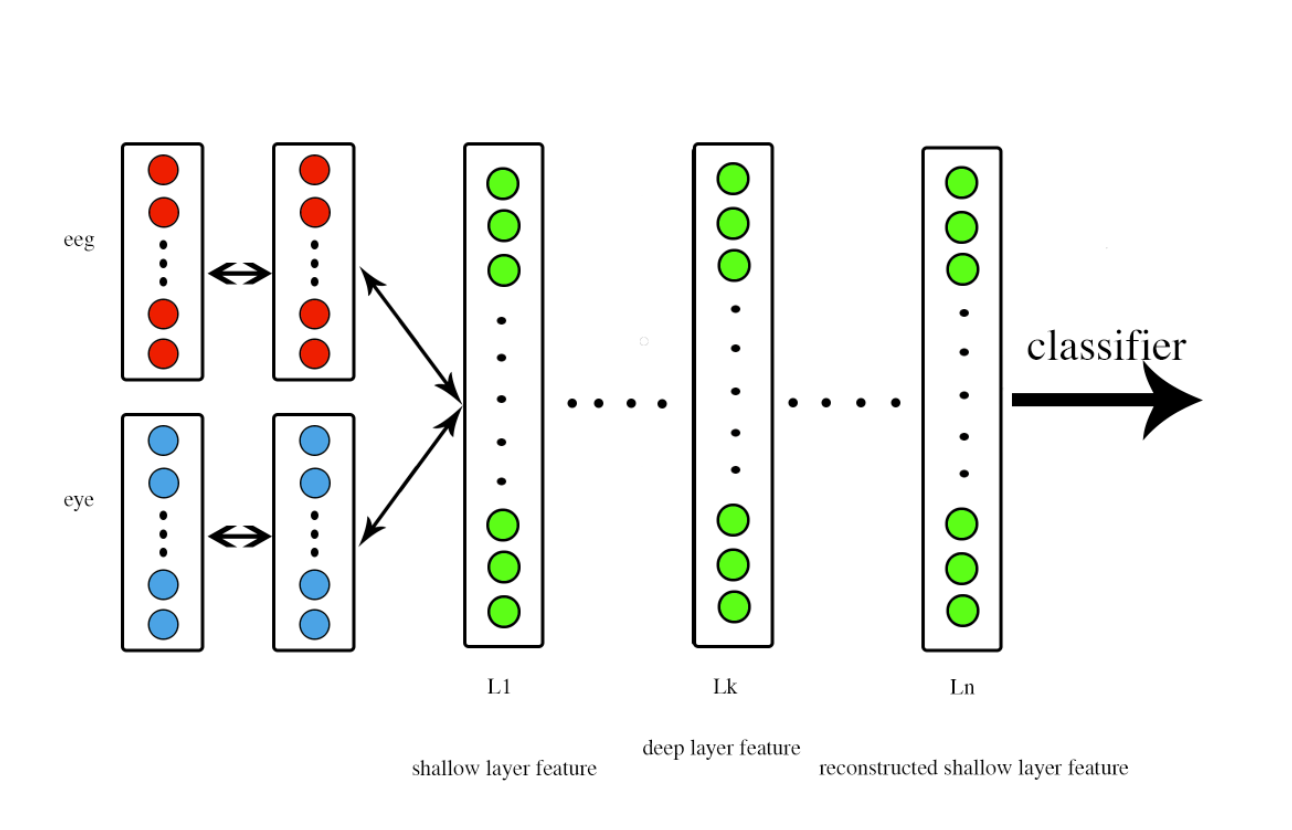 eeg
eye
classifier
L1
Lk
Ln
shallow layer feature
deep layer feature
reconstructed shallow layer feature